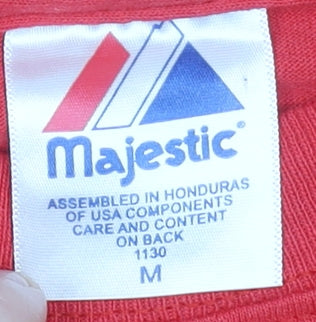 Majestic®
ASSEMBLED IN HONDURAS
OF USA COMPONENTS
CARE AND CONTENT
ON BACK
1130
M